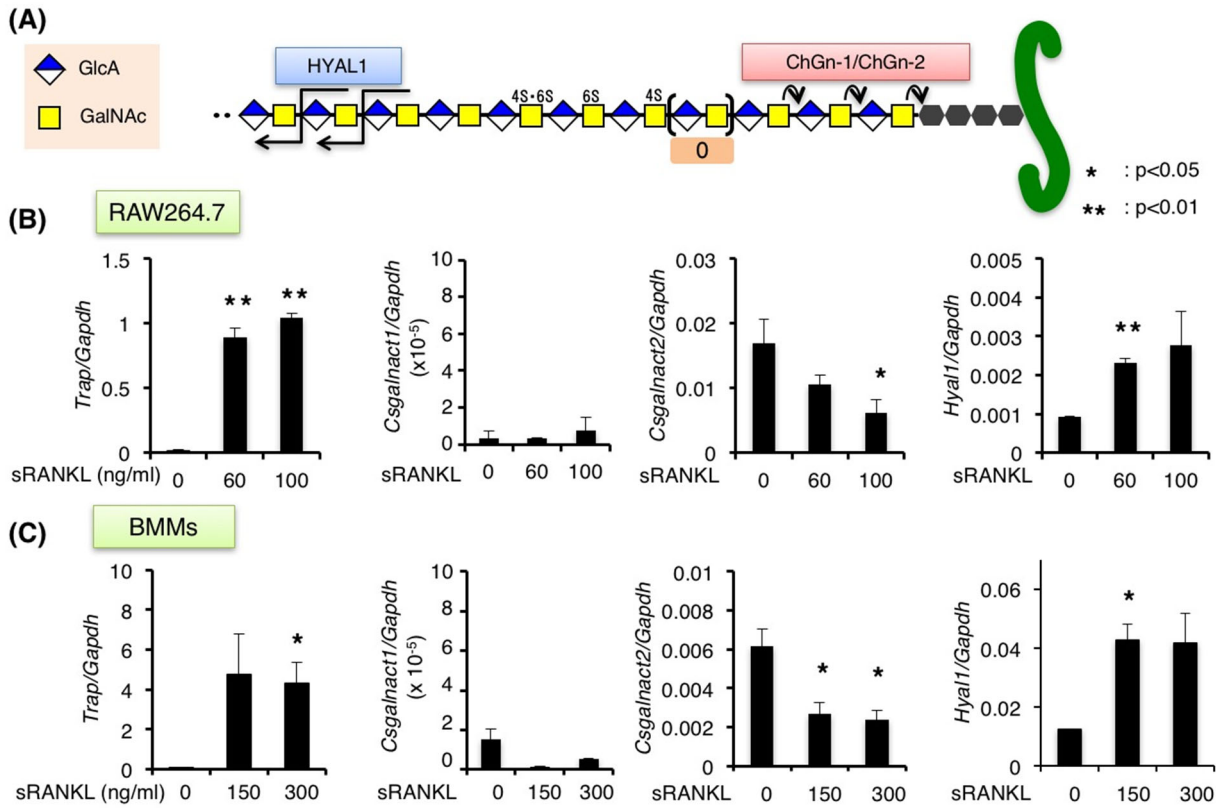 (A)
GlcA
GalNAc
HYAL1
ChGn-1/ChGn-2
4S•6S 6S 4S
0
* : p<0.05
** : p<0.01
(B)
RAW264.7
Trap/Gapdh
1.5
1
0.5
0
** **
sRANKL (ng/ml) 0 60 100
Csgalnact1/Gapdh
(x10-5)
10
8
6
4
2
0
sRANKL 0 60 100
Csgalnact2/Gapdh
0.03
0.02
0.01
0
*
sRANKL 0 60 100
Hyal1/Gapdh
0.005
0.004
0.003
0.002
0.001
0
**
sRANKL 0 60 100
(C)
BMMs
Trap/Gapdh
10
8
6
4
2
0
*
sRANKL (ng/ml) 0 150 300
Csgalnact1/Gapdh
(x 10-5)
10
8
6
4
2
0
sRANKL 0 150 300
Csgalnact2/Gapdh
0.01
0.008
0.006
0.004
0.002
0
* *
sRANKL 0 150 300
Hyal1/Gapdh
0.06
0.04
0.02
0
*
sRANKL 0 150 300